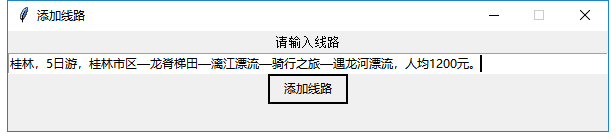 添加线路
请输入线路
桂林，5日游，桂林市区—龙脊梯田—漓江漂流—骑行之旅—遇龙河漂流，人均1200元。
添加线路